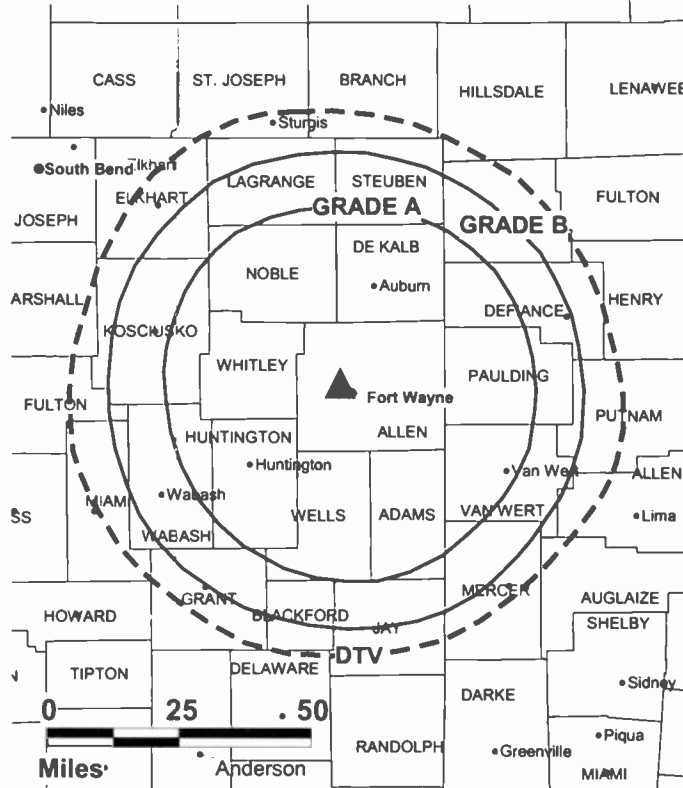 CASS
ST. JOSEPH
BRANCH
HILLSDALE
LENAWEE
Niles
Sturgis
South Bend
Elkhart
ELKHART
LAGRANGE
STEUBEN
FULTON
JOSEPH
GRADE A
GRADE B
DE KALB
NOBLE
Auburn
ARSHALL
DEFIANCE
HENRY
KOSCIUSKO
WHITLEY
PAULDING
FULTON
Fort Wayne
PUTNAM
ALLEN
HUNTINGTON
Huntington
Van Wert
ALLEN
MIAMI
Wabash
WELLS
ADAMS
VAN WERT
Lima
SS
WABASH
GRANT
BLACKFORD
JAY
MERCER
AUGLAIZE
HOWARD
SHELBY
DTV
N
TIPTON
DELAWARE
DARKE
Sidney
0 25 50
RANDOLPH
Greenville
Piqua
Miles
Anderson
MIAMI